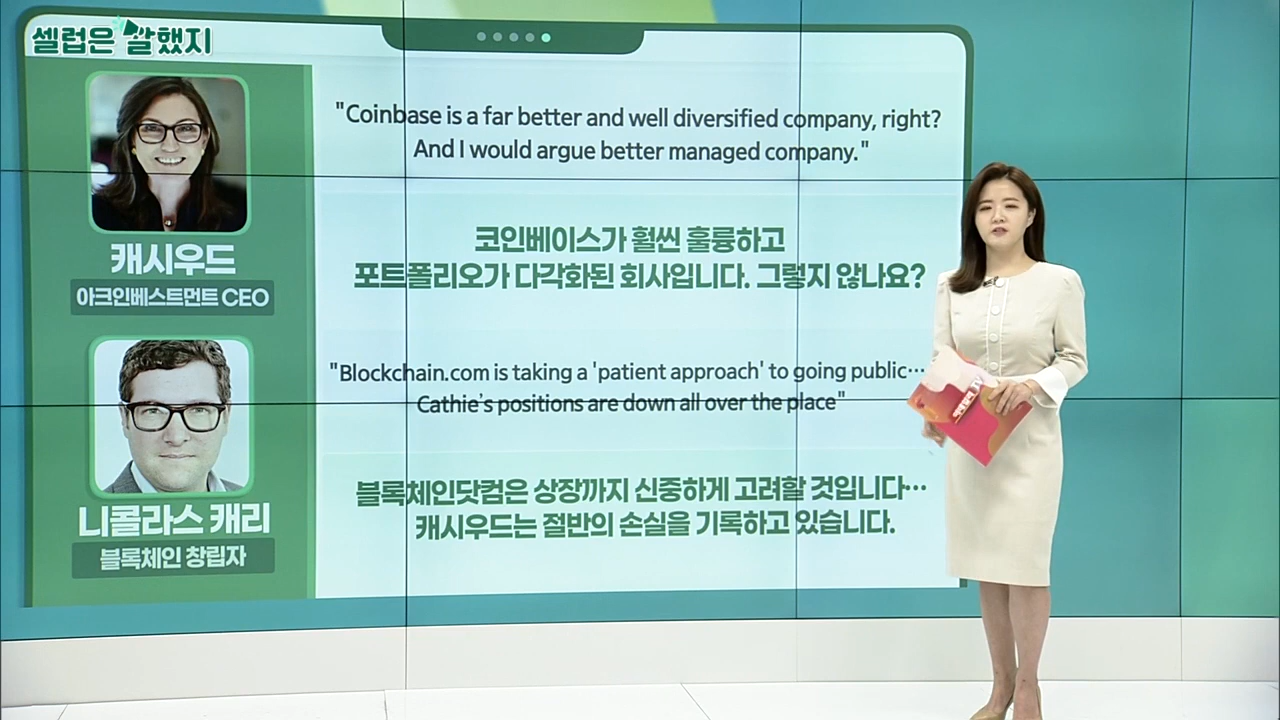 셀럽은 알했지
캐시우드
아크인베스트먼트 CEO
"Coinbase is a far better and well diversified company, right?
And I would argue better managed company."
코인베이스가 훨씬 훌륭하고
포트폴리오가 다각화된 회사입니다. 그렇지 않나요?
니콜라스 캐리
블록체인 창립자
"Blockchain.com is taking a 'patient approach' to going public…
Cathie's positions are down all over the place"
블록체인닷컴은 상장까지 신중하게 고려할 것입니다…
캐시우드는 절반의 손실을 기록하고 있습니다.